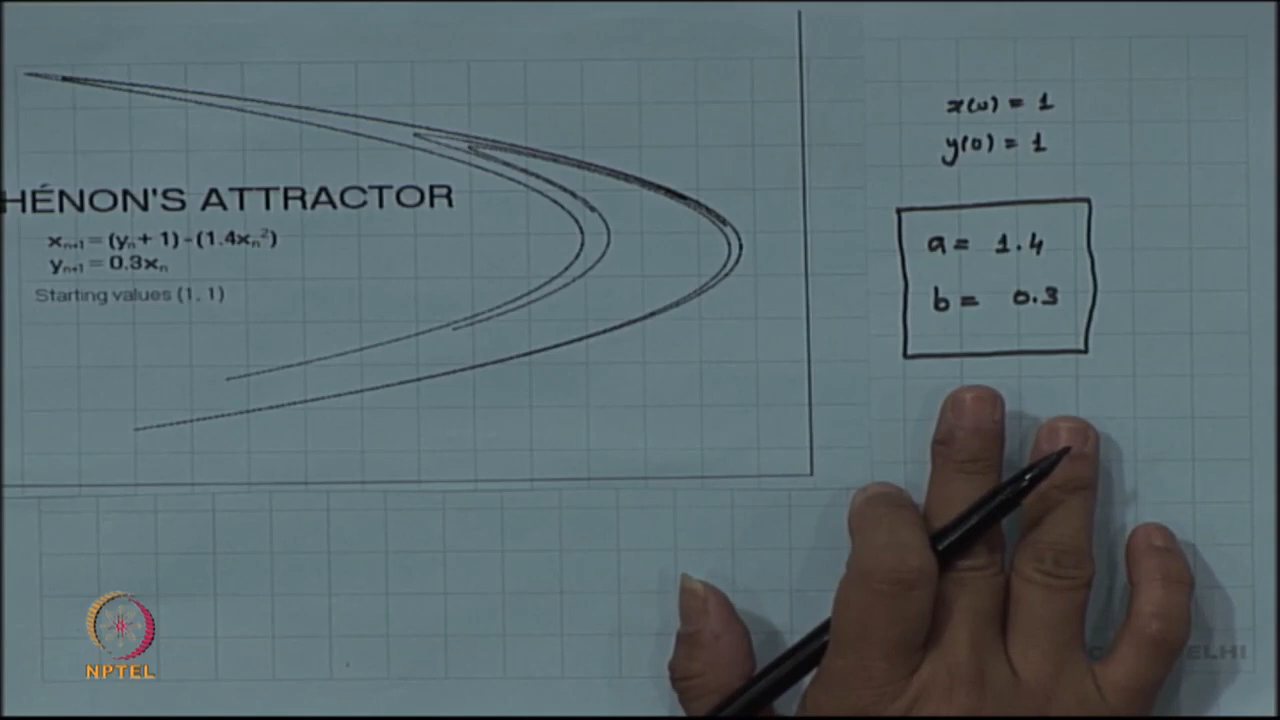 HÉNON'S ATTRACTOR
xₙ₊₁ = (yₙ + 1) - (1.4xₙ²)
yₙ₊₁ = 0.3xₙ
Starting values (1, 1)
x(0) = 1
y(0) = 1
a = 1.4
b = 0.3
NPTEL
ELHI